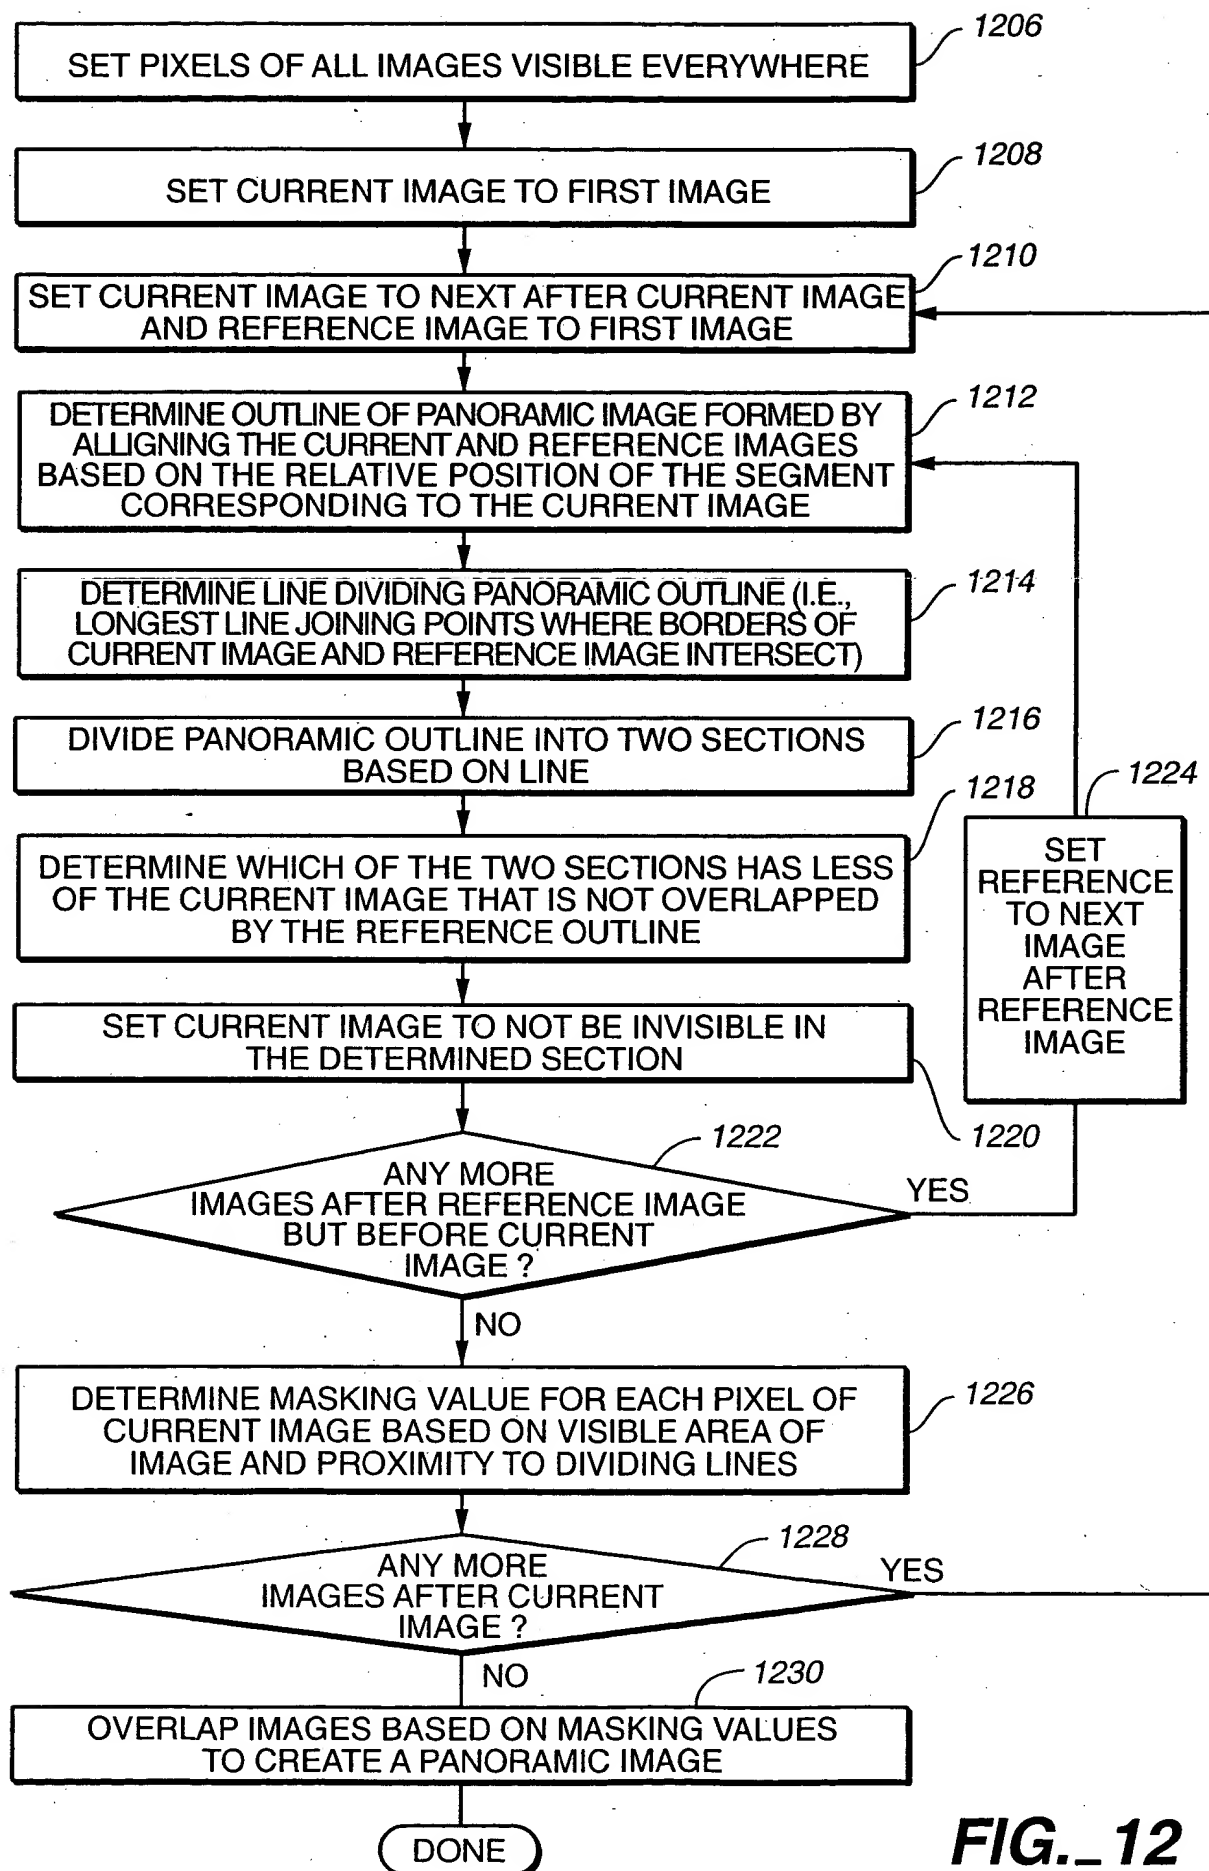 1206
SET PIXELS OF ALL IMAGES VISIBLE EVERYWHERE
1208
SET CURRENT IMAGE TO FIRST IMAGE
1210
SET CURRENT IMAGE TO NEXT AFTER CURRENT IMAGE
AND REFERENCE IMAGE TO FIRST IMAGE
1212
DETERMINE OUTLINE OF PANORAMIC IMAGE FORMED BY
ALLIGNING THE CURRENT AND REFERENCE IMAGES
BASED ON THE RELATIVE POSITION OF THE SEGMENT
CORRESPONDING TO THE CURRENT IMAGE
1214
DETERMINE LINE DIVIDING PANORAMIC OUTLINE (I.E.,
LONGEST LINE JOINING POINTS WHERE BORDERS OF
CURRENT IMAGE AND REFERENCE IMAGE INTERSECT)
1216
DIVIDE PANORAMIC OUTLINE INTO TWO SECTIONS
BASED ON LINE
1218
DETERMINE WHICH OF THE TWO SECTIONS HAS LESS
OF THE CURRENT IMAGE THAT IS NOT OVERLAPPED
BY THE REFERENCE OUTLINE
1224
SET
REFERENCE
TO NEXT
IMAGE
AFTER
REFERENCE
IMAGE
SET CURRENT IMAGE TO NOT BE INVISIBLE IN
THE DETERMINED SECTION
1220
1222
ANY MORE
IMAGES AFTER REFERENCE IMAGE
BUT BEFORE CURRENT
IMAGE ?
YES
NO
1226
DETERMINE MASKING VALUE FOR EACH PIXEL OF
CURRENT IMAGE BASED ON VISIBLE AREA OF
IMAGE AND PROXIMITY TO DIVIDING LINES
1228
ANY MORE
IMAGES AFTER CURRENT
IMAGE ?
YES
NO
1230
OVERLAP IMAGES BASED ON MASKING VALUES
TO CREATE A PANORAMIC IMAGE
DONE
FIG._12